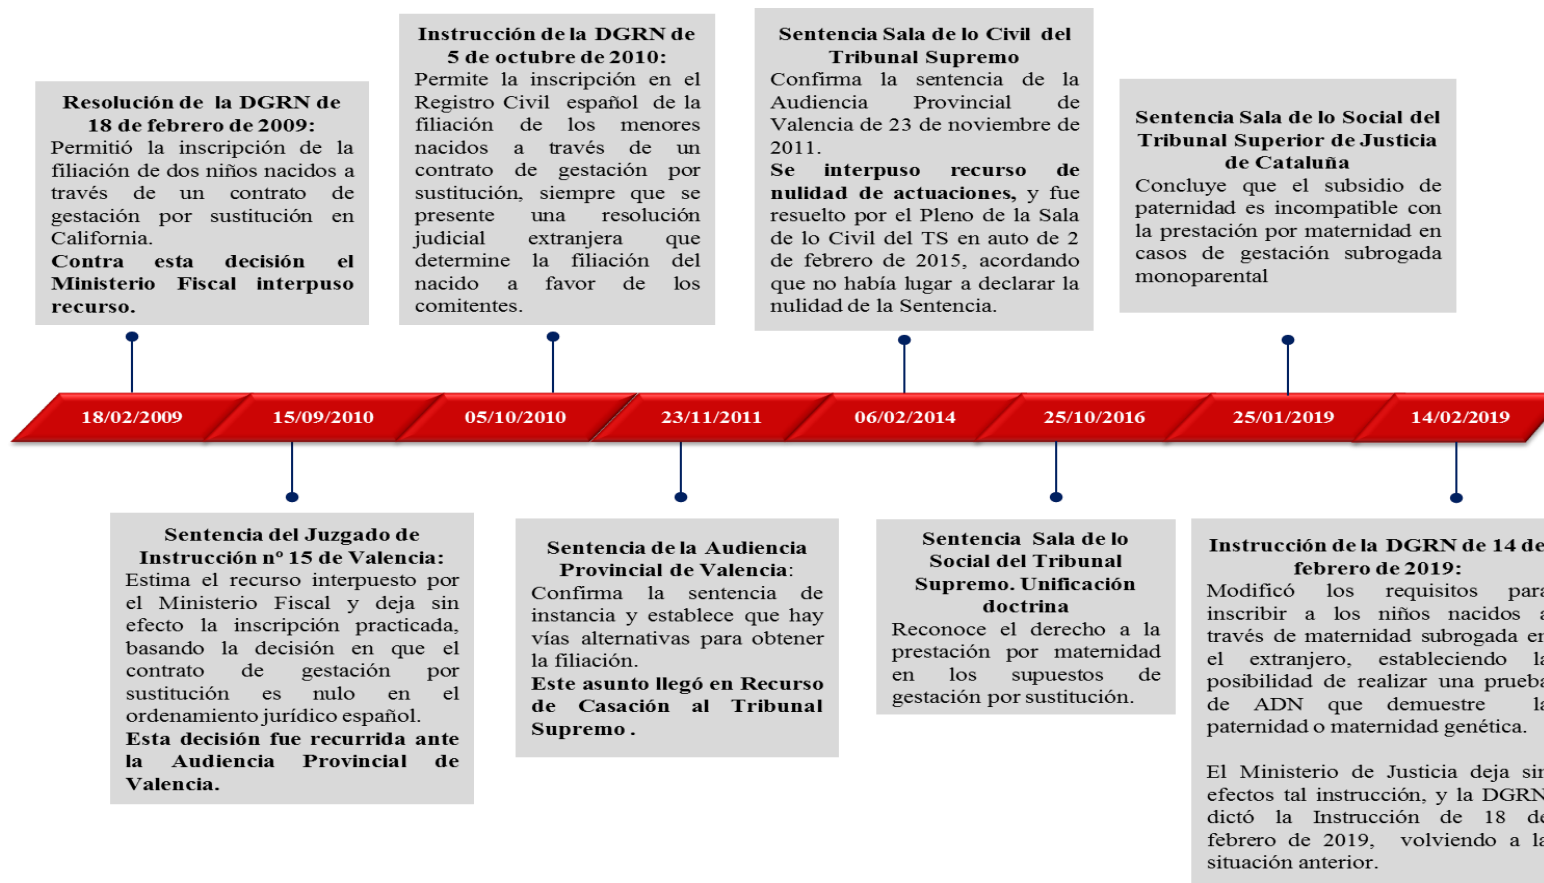 Resolución de la DGRN de
18 de febrero de 2009:
Permitió la inscripción de la
filiación de dos niños nacidos a
través de un contrato de
gestación por sustitución en
California.
Contra esta decisión el
Ministerio Fiscal interpuso
recurso.
Instrucción de la DGRN de
5 de octubre de 2010:
Permite la inscripción en el
Registro Civil español de la
filiación de los menores
nacidos a través de un
contrato de gestación por
sustitución, siempre que se
presente una resolución
judicial extranjera que
determine la filiación del
nacido a favor de los
comitentes.
Sentencia Sala de lo Civil del
Tribunal Supremo
Confirma la sentencia de la
Audiencia Provincial de
Valencia de 23 de noviembre de
2011.
Se interpuso recurso de
nulidad de actuaciones, y fue
resuelto por el Pleno de la Sala
de lo Civil del TS en auto de 2
de febrero de 2015, acordando
que no había lugar a declarar la
nulidad de la Sentencia.
Sentencia Sala de lo Social del
Tribunal Superior de Justicia
de Cataluña
Concluye que el subsidio de
paternidad es incompatible con
la prestación por maternidad en
casos de gestación subrogada
monoparental
18/02/2009
15/09/2010
05/10/2010
23/11/2011
06/02/2014
25/10/2016
25/01/2019
14/02/2019
Sentencia del Juzgado de
Instrucción nº 15 de Valencia:
Estima el recurso interpuesto por
el Ministerio Fiscal y deja sin
efecto la inscripción practicada,
basando la decisión en que el
contrato de gestación por
sustitución es nulo en el
ordenamiento jurídico español.
Esta decisión fue recurrida ante
la Audiencia Provincial de
Valencia.
Sentencia de la Audiencia
Provincial de Valencia:
Confirma la sentencia de
instancia y establece que hay
vías alternativas para obtener
la filiación.
Este asunto llegó en Recurso
de Casación al Tribunal
Supremo .
Sentencia Sala de lo
Social del Tribunal
Supremo. Unificación
doctrina
Reconoce el derecho a la
prestación por maternidad
en los supuestos de
gestación por sustitución.
Instrucción de la DGRN de 14 de
febrero de 2019:
Modificó los requisitos para
inscribir a los niños nacidos a
través de maternidad subrogada en
el extranjero, estableciendo la
posibilidad de realizar una prueba
de ADN que demuestre la
paternidad o maternidad genética.
El Ministerio de Justicia deja sin
efectos tal instrucción, y la DGRN
dictó la Instrucción de 18 de
febrero de 2019, volviendo a la
situación anterior.